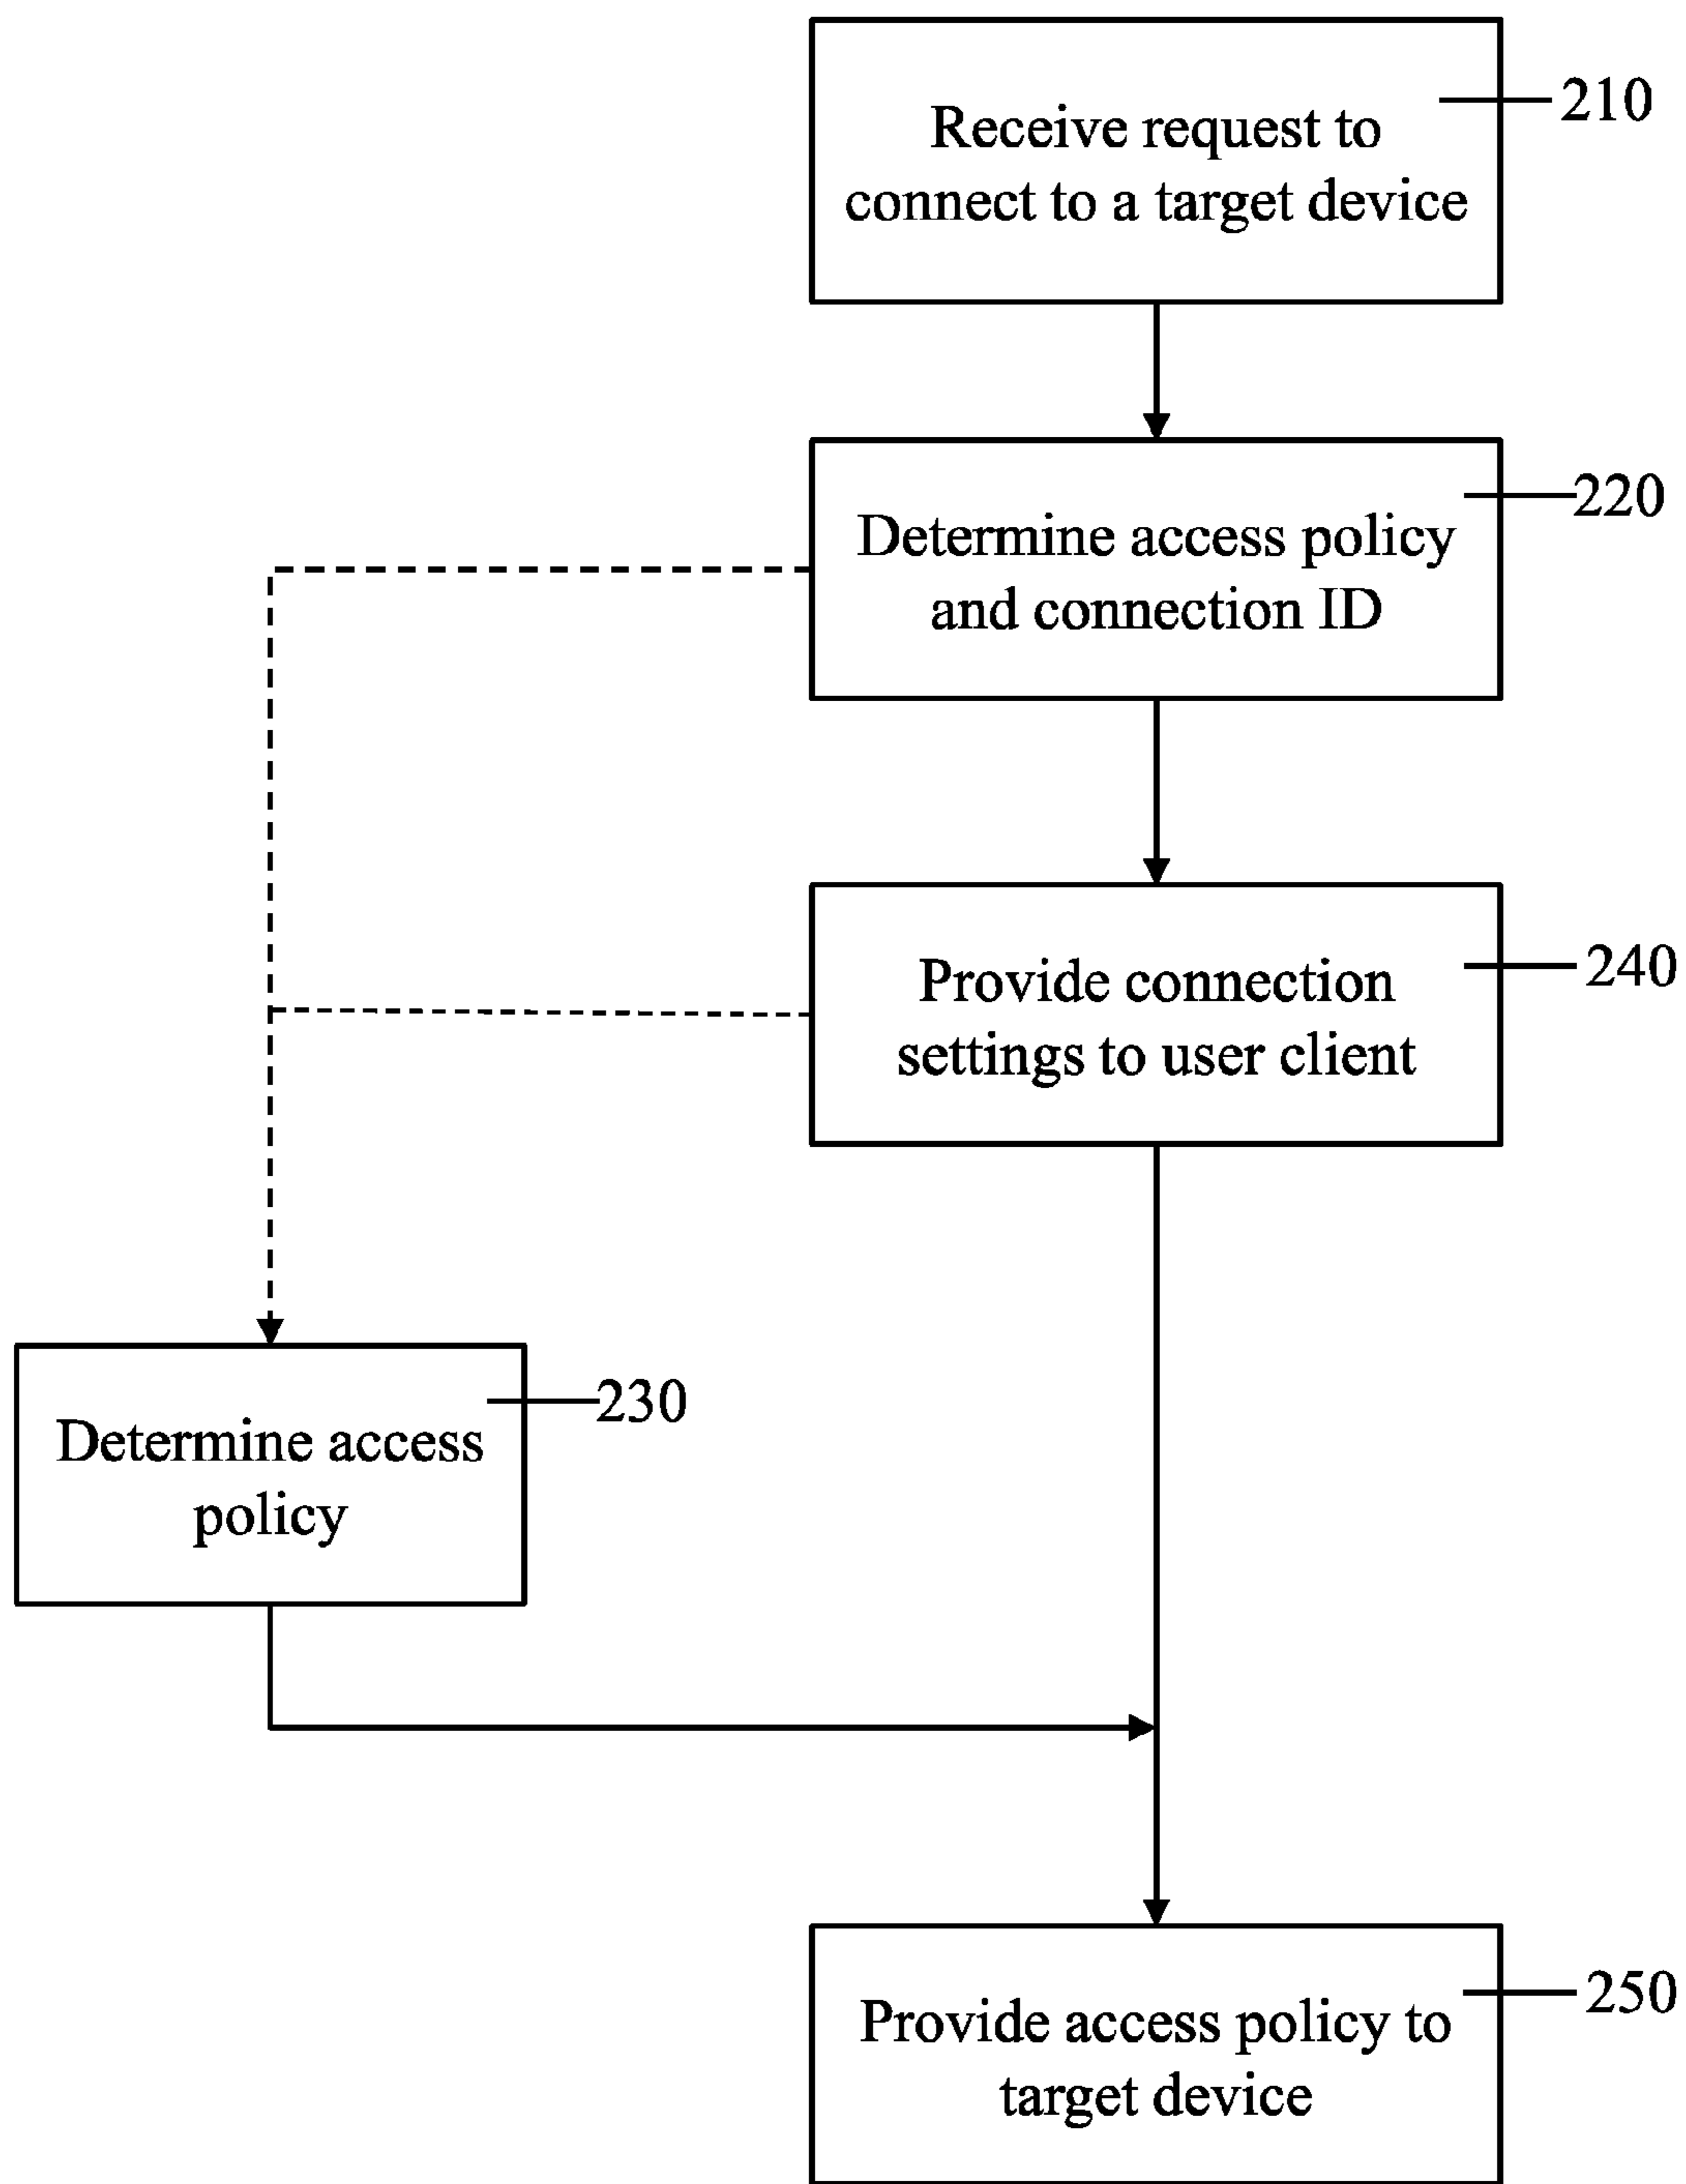 Receive request to
connect to a target device
210
Determine access policy
and connection ID
220
Provide connection
settings to user client
240
Determine access
policy
230
Provide access policy to
target device
250